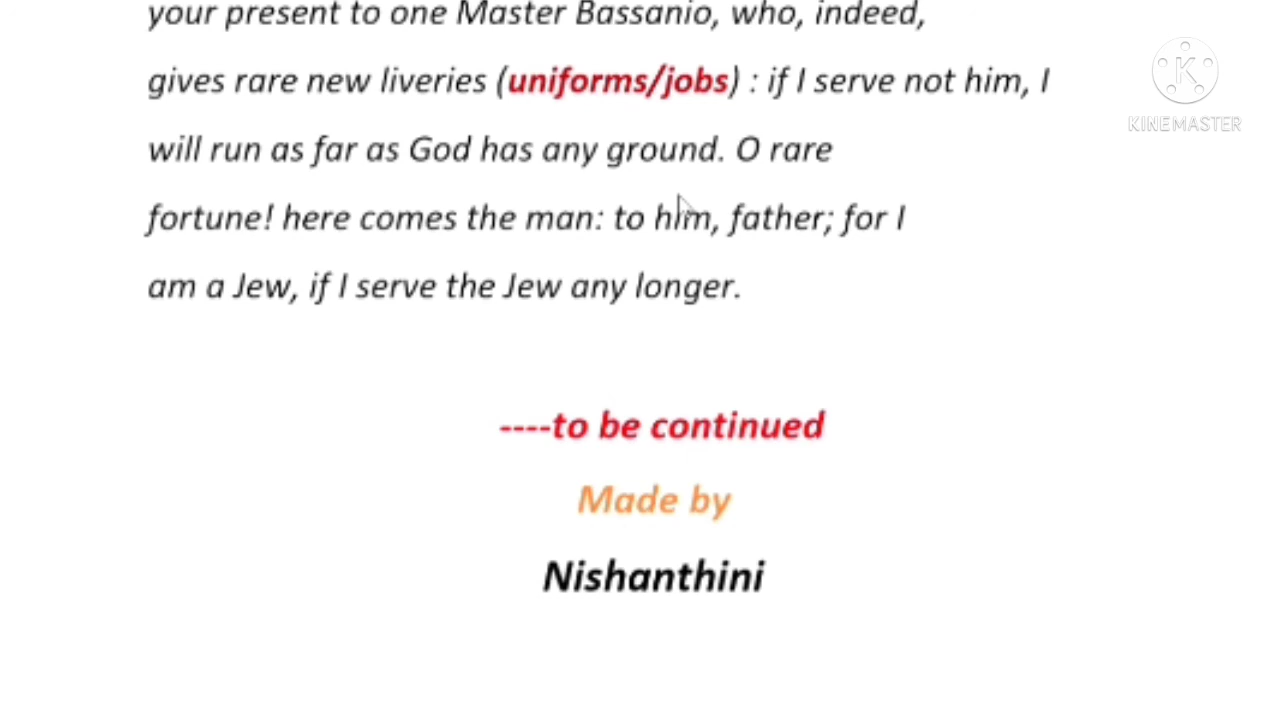 your present to one Master Bassanio, who, indeed,
gives rare new liveries (uniforms/jobs) : if I serve not him, I
will run as far as God has any ground. O rare
fortune! here comes the man: to him, father; for I
am a Jew, if I serve the Jew any longer.
----to be continued
Made by
Nishanthini
K
KINEMASTER